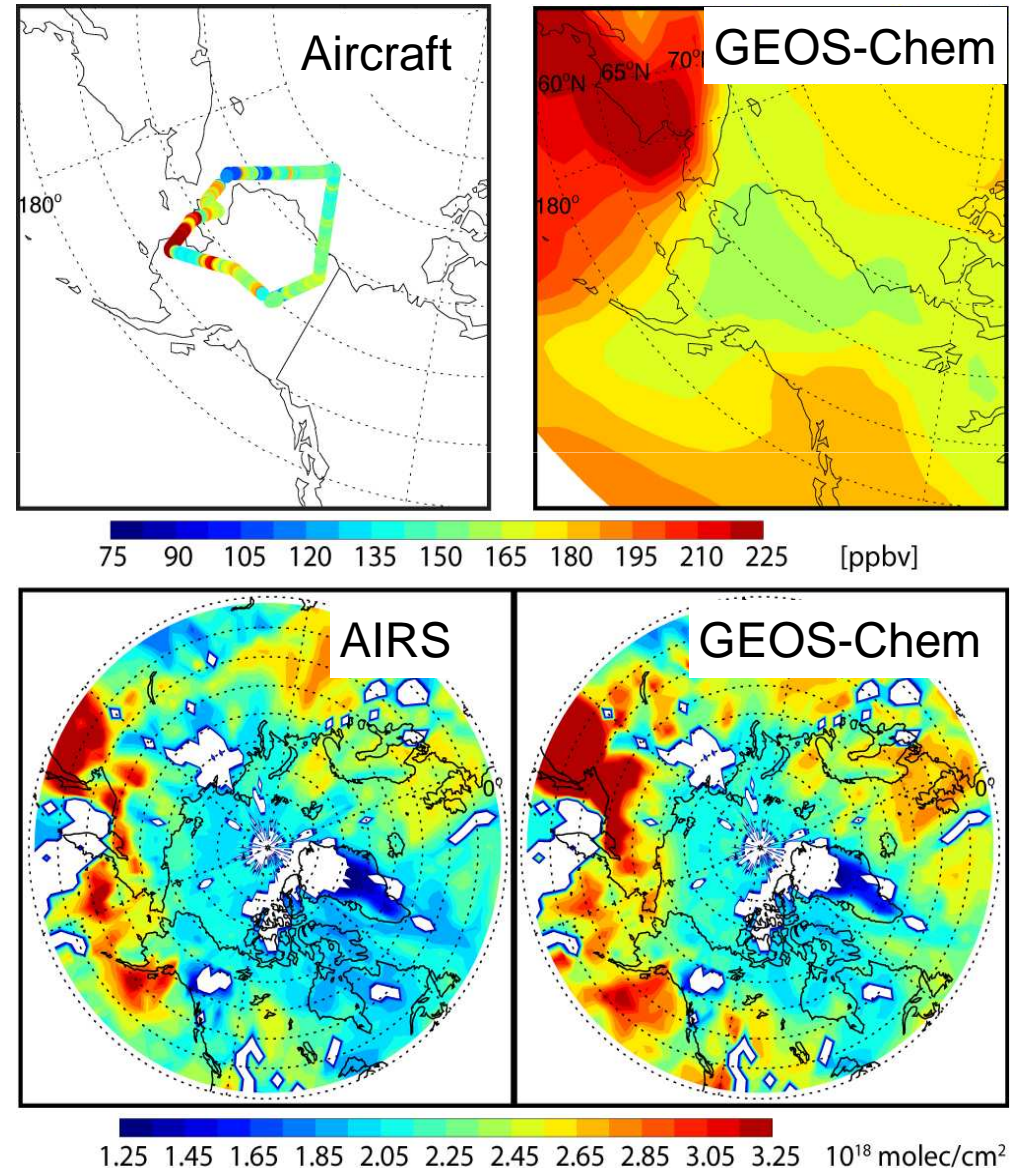 Aircraft
180°
GEOS-Chem
60°N 65°N 70°
180°
75 90 105 120 135 150 165 180 195 210 225 [ppbv]
AIRS
0
GEOS-Chem
0
1.25 1.45 1.65 1.85 2.05 2.25 2.45 2.65 2.85 3.05 3.25 10¹⁸ molec/cm²